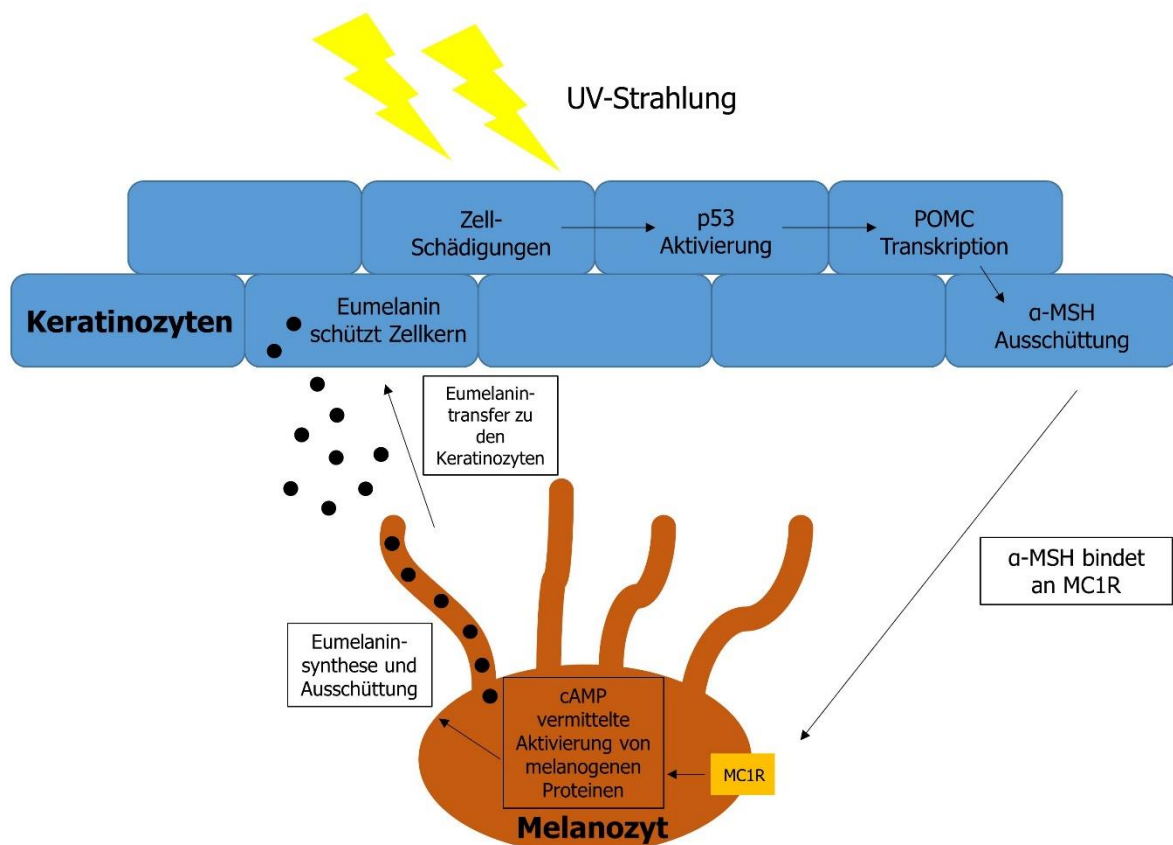 UV-Strahlung
Zell-
Schädigungen
p53
Aktivierung
POMC
Transkription
Keratinozyten
Eumelanin
schützt Zellkern
α-MSH
Ausschüttung
Eumelanin-
transfer zu
den
Keratinozyten
α-MSH bindet
an MC1R
Eumelanin-
synthese und
Ausschüttung
cAMP
vermittelte
Aktivierung von
melanogenen
Proteinen
MC1R
Melanozyt